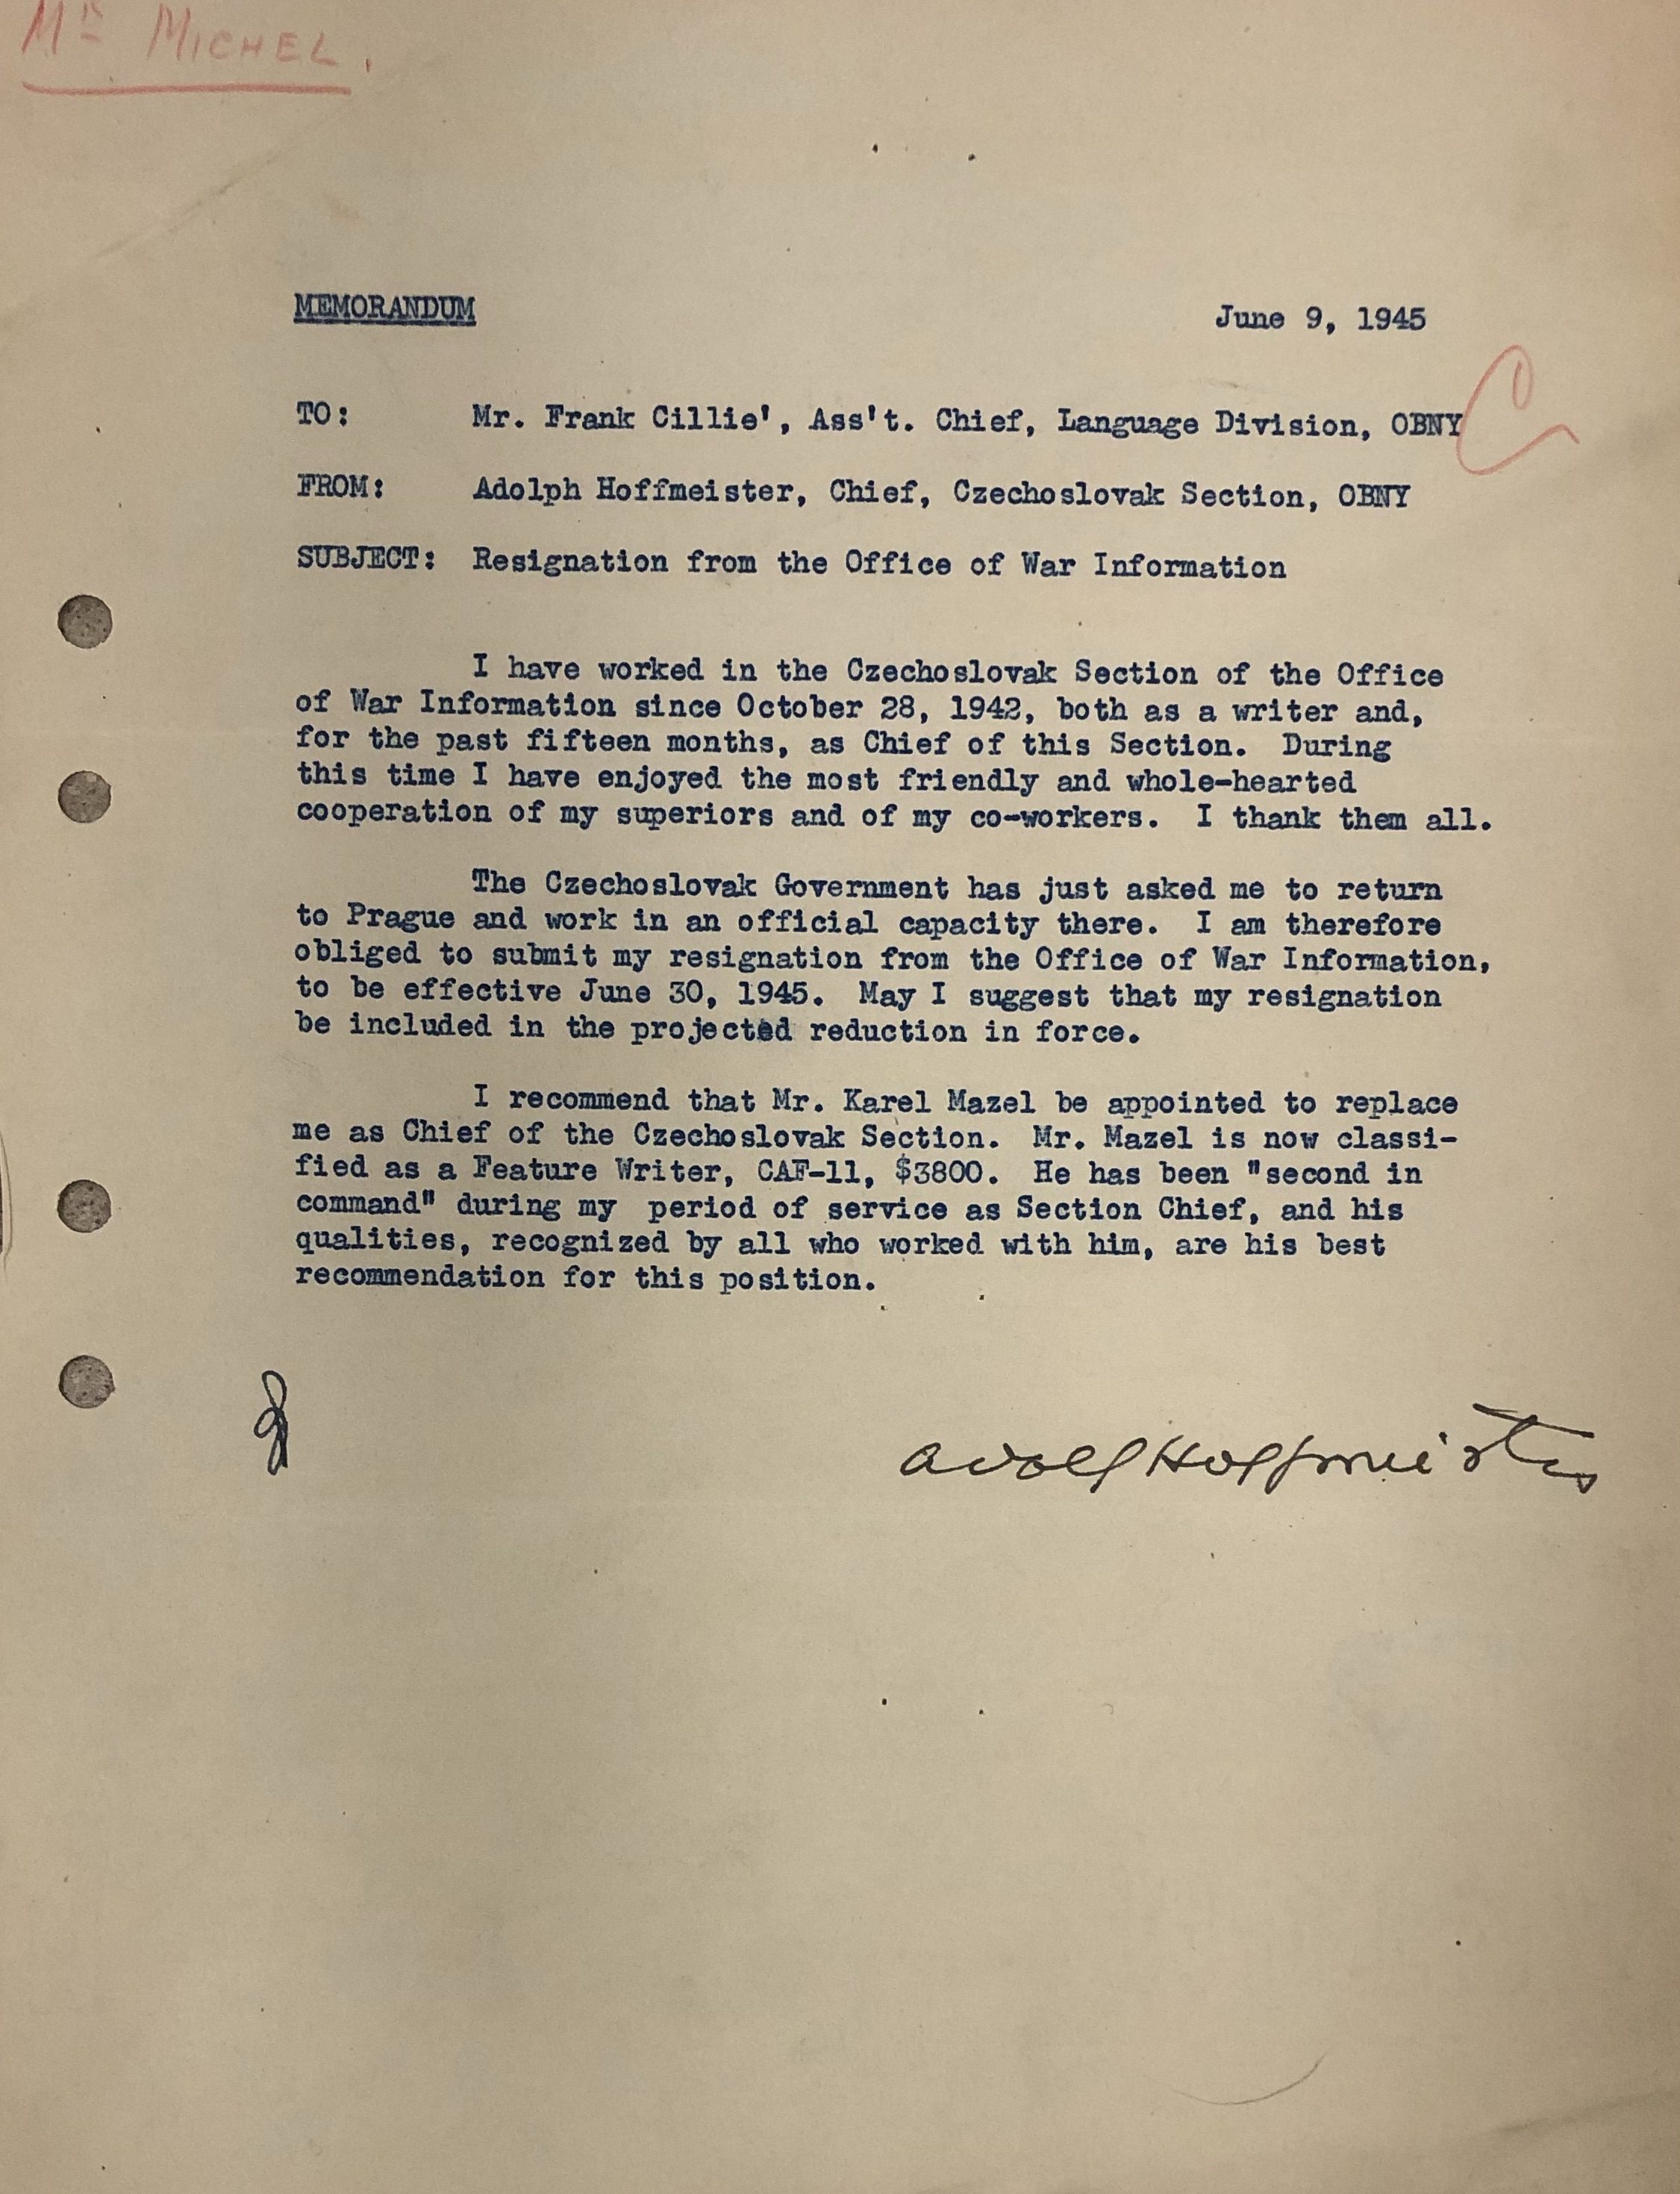 Mr MICHEL.
MEMORANDUM
June 9, 1945
TO: Mr. Frank Cillie', Ass't. Chief, Language Division, OBNY
FROM: Adolph Hoffmeister, Chief, Czechoslovak Section, OBNY
SUBJECT: Resignation from the Office of War Information
I have worked in the Czechoslovak Section of the Office
of War Information since October 28, 1942, both as a writer and,
for the past fifteen months, as Chief of this Section. During
this time I have enjoyed the most friendly and whole-hearted
cooperation of my superiors and of my co-workers. I thank them all.
The Czechoslovak Government has just asked me to return
to Prague and work in an official capacity there. I am therefore
obliged to submit my resignation from the Office of War Information,
to be effective June 30, 1945. May I suggest that my resignation
be included in the projected reduction in force.
I recommend that Mr. Karel Mazel be appointed to replace
me as Chief of the Czechoslovak Section. Mr. Mazel is now classi-
fied as a Feature Writer, CAF-11, $3800. He has been "second in
command" during my period of service as Section Chief, and his
qualities, recognized by all who worked with him, are his best
recommendation for this position.
Adolf Hoffmeister